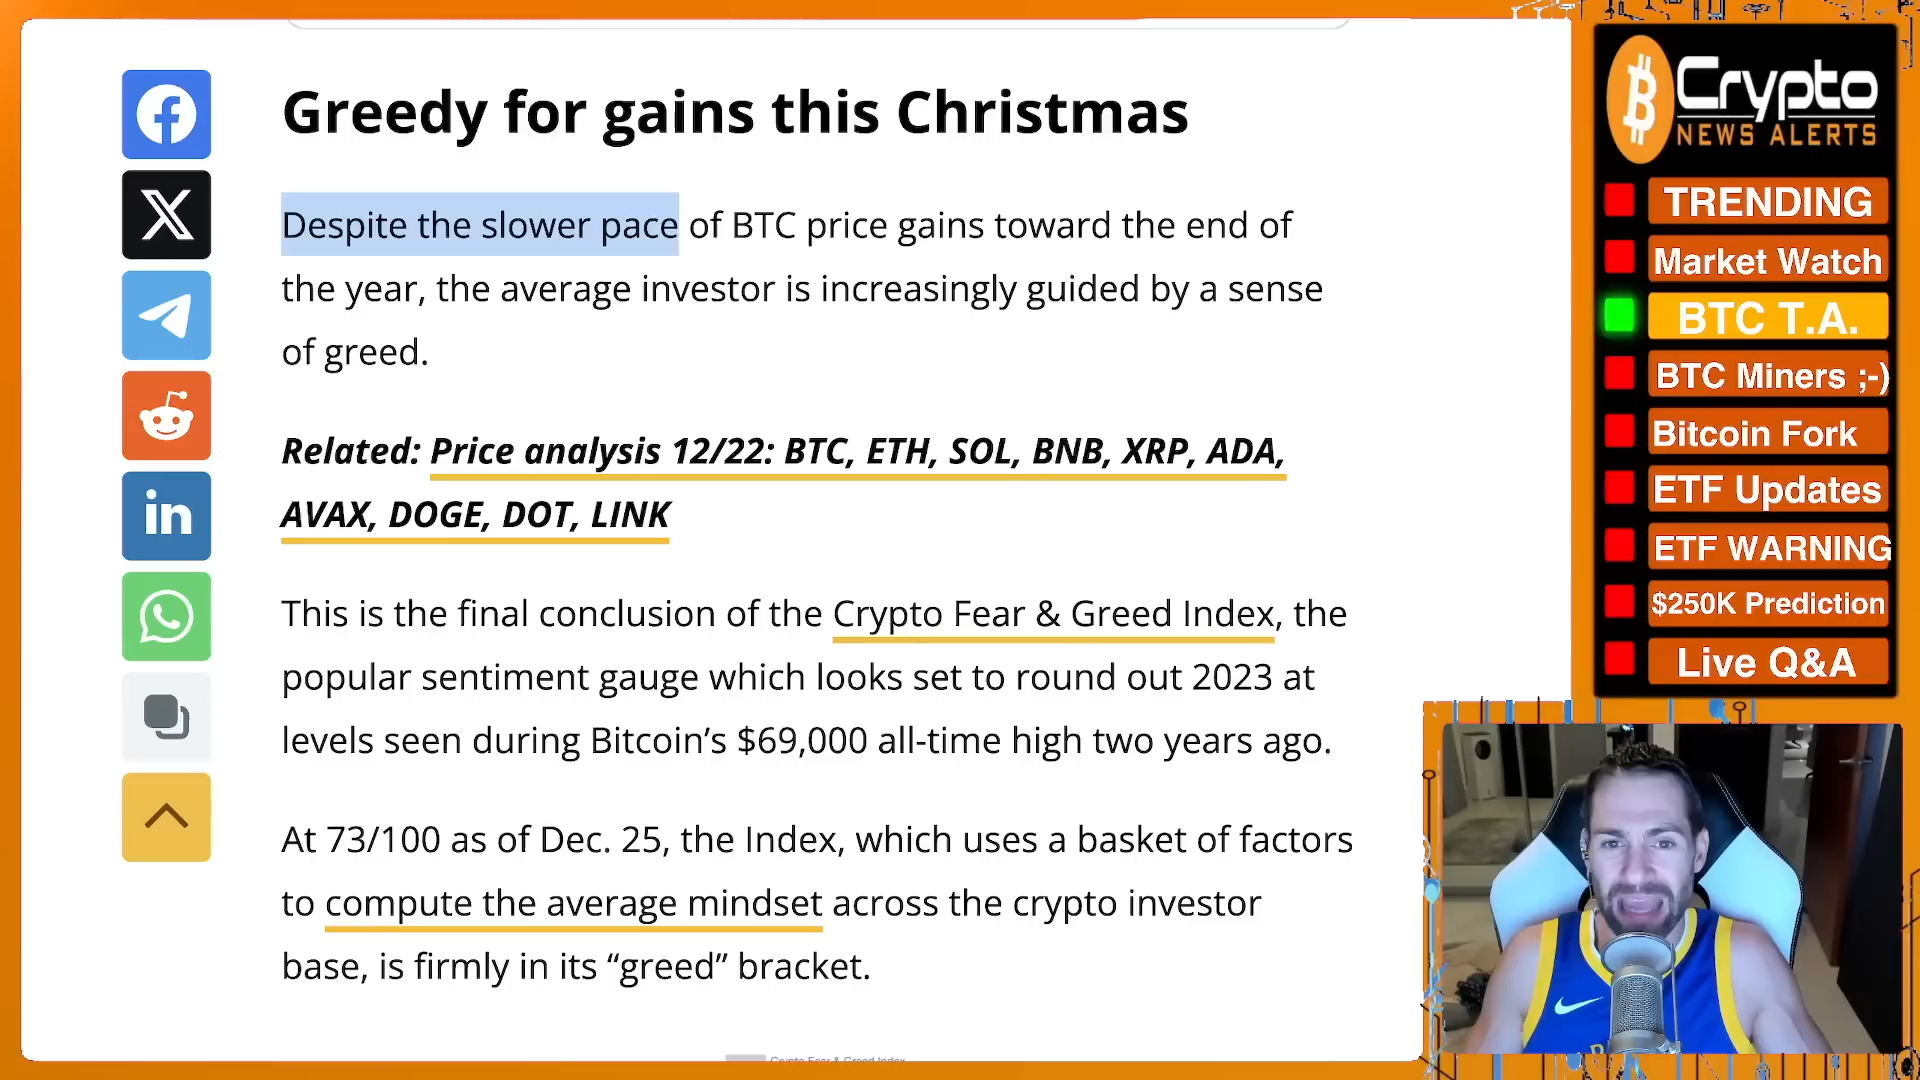 Greedy for gains this Christmas
Despite the slower pace of BTC price gains toward the end of
the year, the average investor is increasingly guided by a sense
of greed.
Related: Price analysis 12/22: BTC, ETH, SOL, BNB, XRP, ADA,
AVAX, DOGE, DOT, LINK
This is the final conclusion of the Crypto Fear & Greed Index, the
popular sentiment gauge which looks set to round out 2023 at
levels seen during Bitcoin’s $69,000 all-time high two years ago.
At 73/100 as of Dec. 25, the Index, which uses a basket of factors
to compute the average mindset across the crypto investor
base, is firmly in its “greed” bracket.
Crypto Fear & Greed Index
Crypto
NEWS ALERTS
TRENDING
Market Watch
BTC T.A.
BTC Miners ;-)
Bitcoin Fork
ETF Updates
ETF WARNING
$250K Prediction
Live Q&A